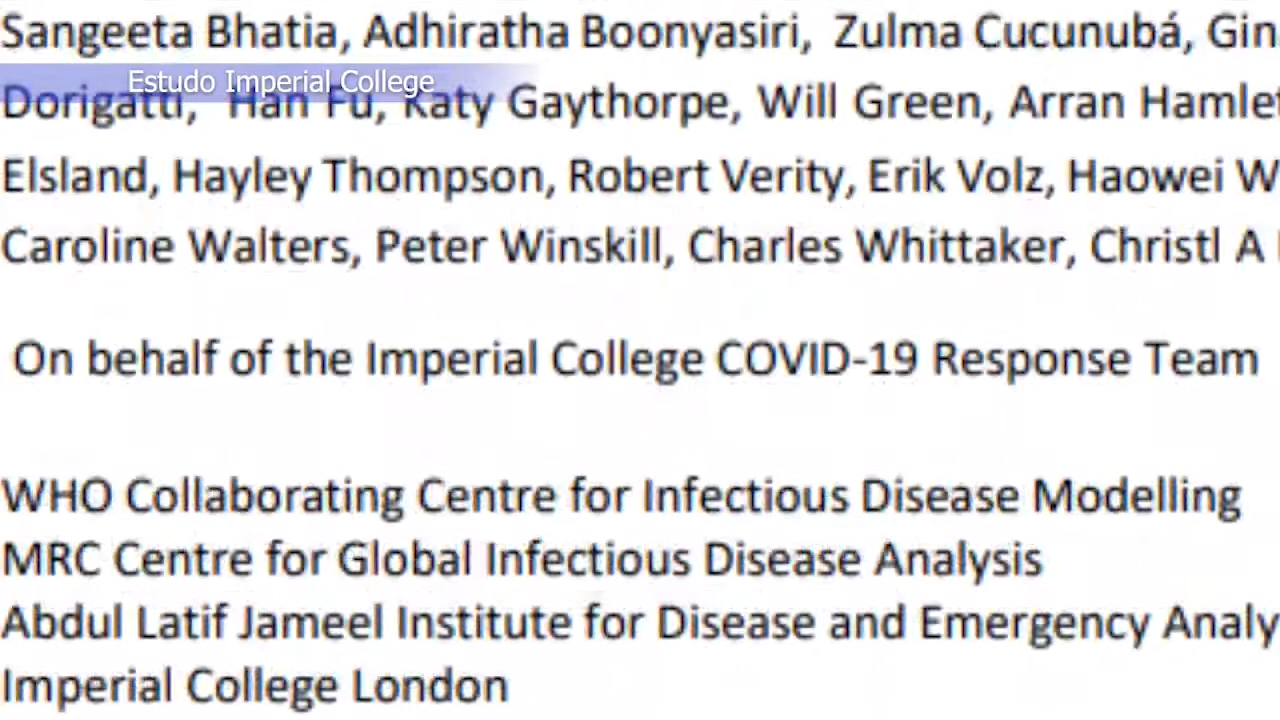 Sangeeta Bhatia, Adhiratha Boonyasiri, Zulma Cucunubá, Gin
Estudo Imperial College
Dorigatti, Han Fu, Katy Gaythorpe, Will Green, Arran Hamlet
Elsland, Hayley Thompson, Robert Verity, Erik Volz, Haowei W
Caroline Walters, Peter Winskill, Charles Whittaker, Christl A
On behalf of the Imperial College COVID-19 Response Team
WHO Collaborating Centre for Infectious Disease Modelling
MRC Centre for Global Infectious Disease Analysis
Abdul Latif Jameel Institute for Disease and Emergency Analy
Imperial College London